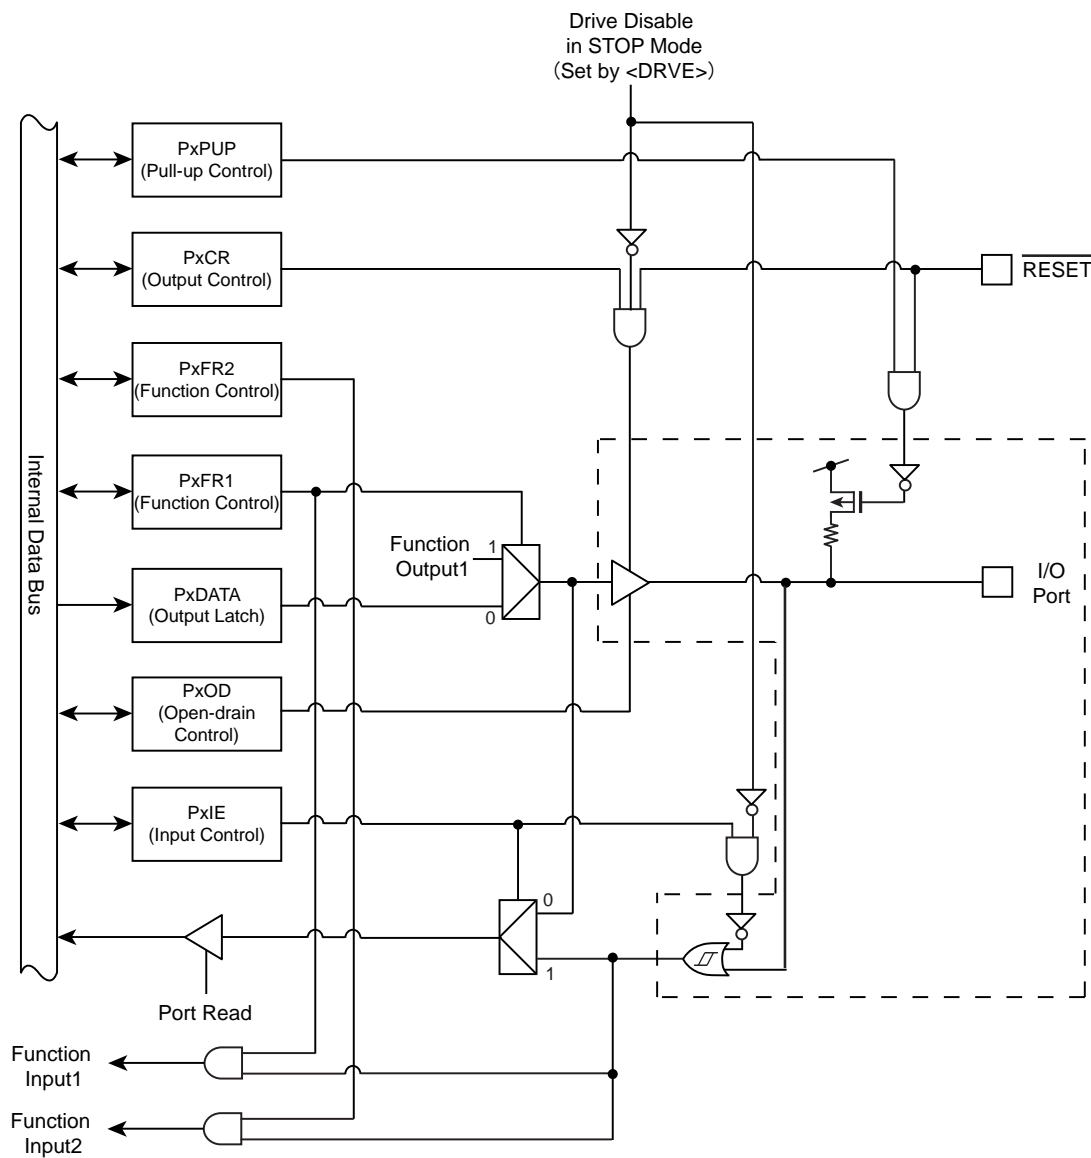 Drive Disable
in STOP Mode
（Set by <DRVE>）
PxPUP
(Pull-up Control)
PxCR
(Output Control)
RESET
PxFR2
(Function Control)
Internal Data Bus
PxFR1
(Function Control)
Function
Output1
1
0
I/O
Port
PxDATA
(Output Latch)
PxOD
(Open-drain
Control)
PxIE
(Input Control)
0
1
Port Read
Function
Input1
Function
Input2